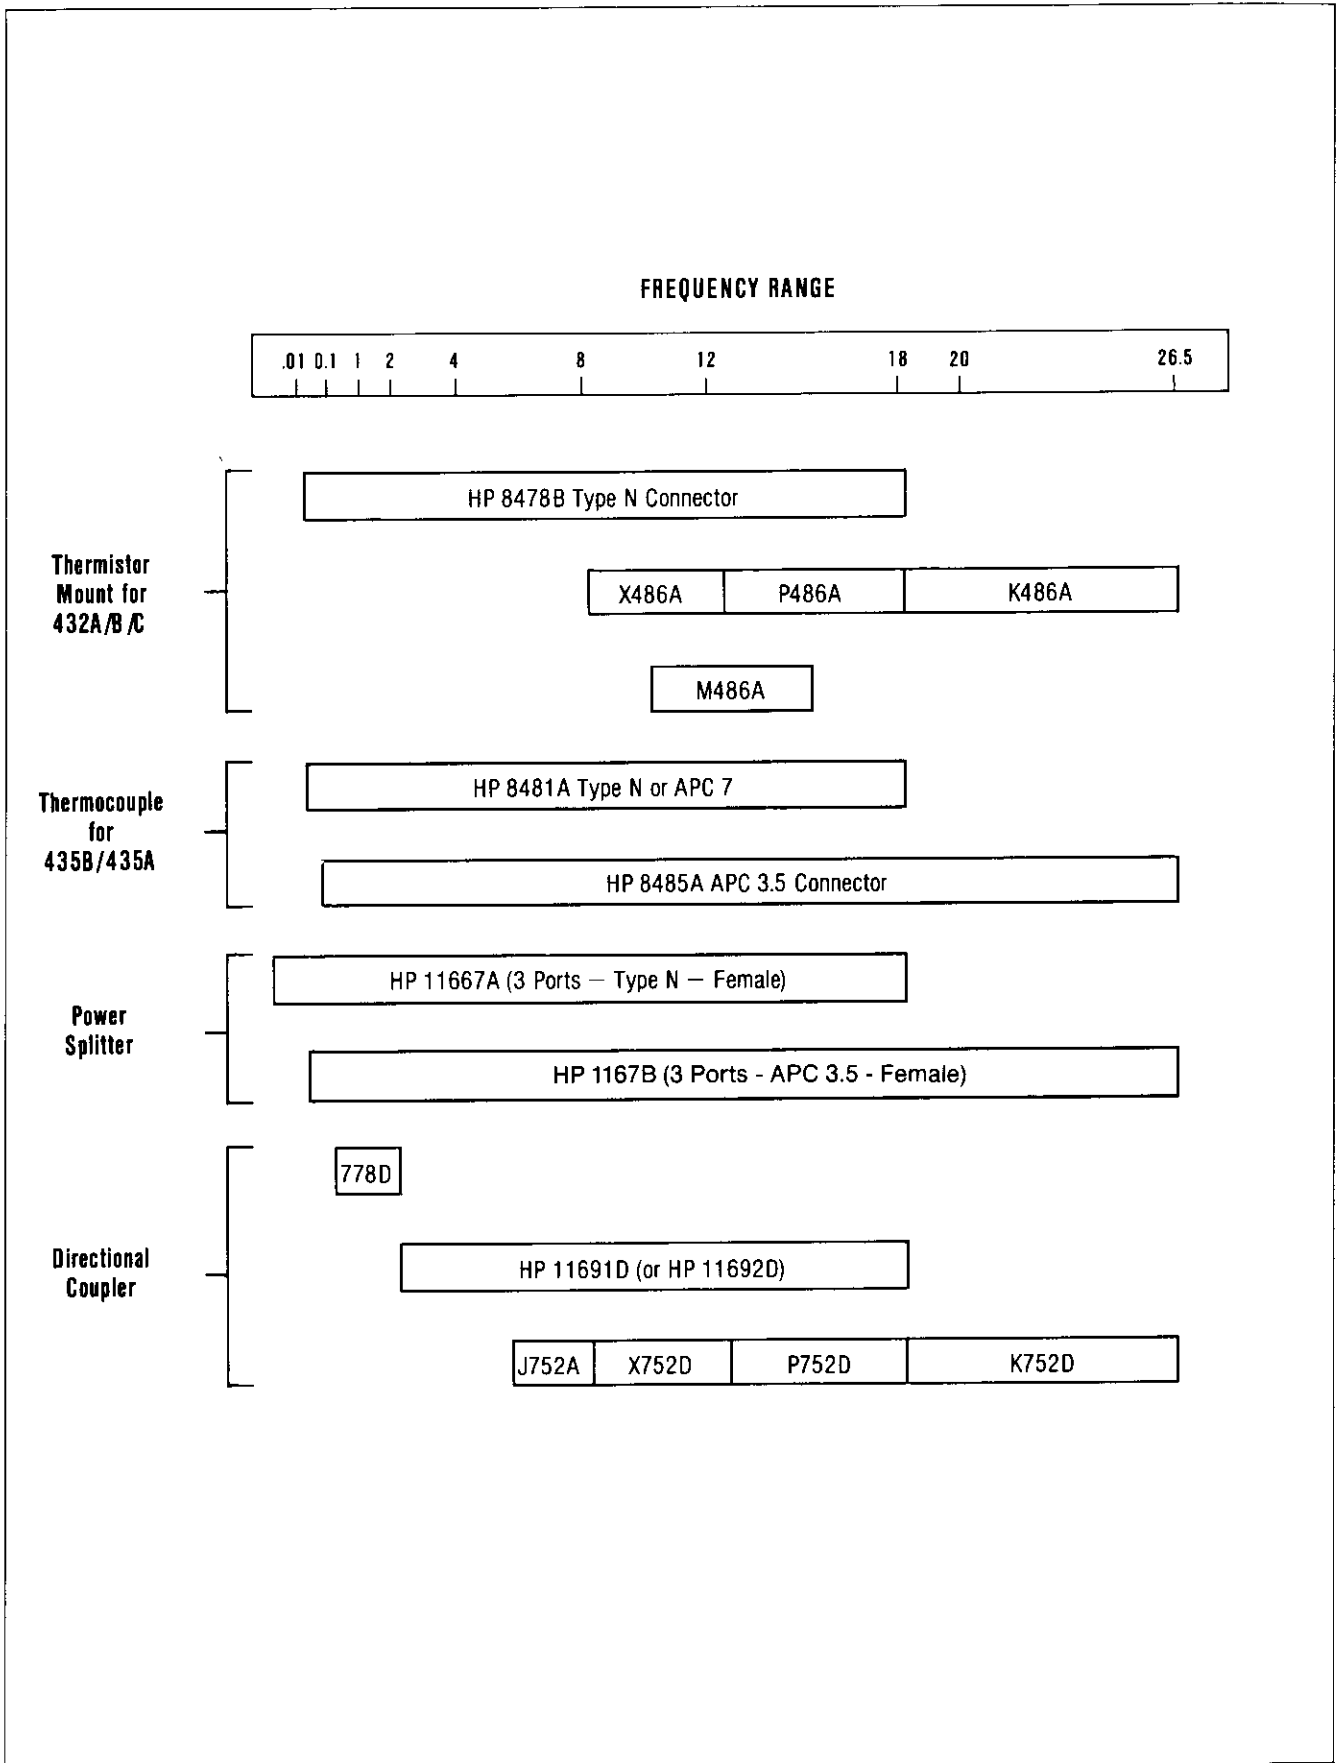 FREQUENCY RANGE
.01 0.1 1 2 4 8 12 18 20 26.5
HP 8478B Type N Connector
Thermistor
Mount for
432A/B/C
X486A P486A K486A
M486A
HP 8481A Type N or APC 7
Thermocouple
for
435B/435A
HP 8485A APC 3.5 Connector
HP 11667A (3 Ports — Type N — Female)
Power
Splitter
HP 1167B (3 Ports - APC 3.5 - Female)
778D
Directional
Coupler
HP 11691D (or HP 11692D)
J752A X752D P752D K752D